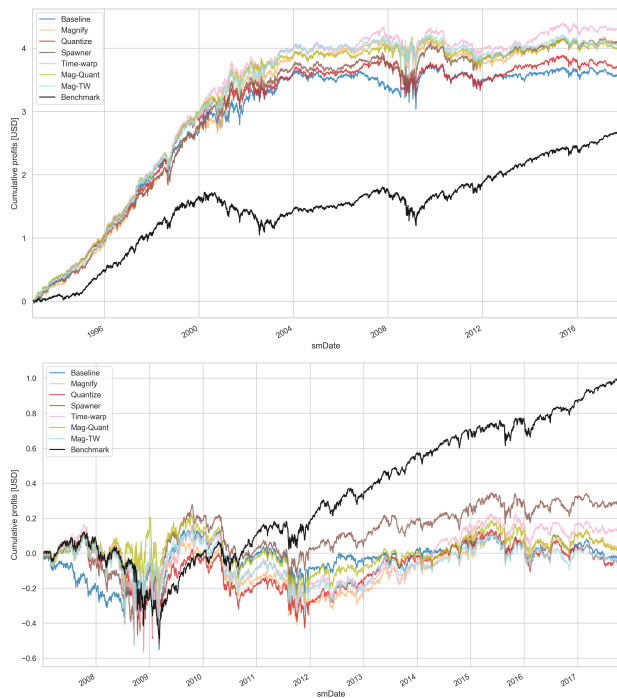 Baseline
Magnify
Quantize
Spawner
Time-warp
Mag-Quant
Mag-TW
Benchmark
Cumulative profits [USD]
4
3
2
1
0
1996
2000
2004
2008
2012
2016
smDate
Baseline
Magnify
Quantize
Spawner
Time-warp
Mag-Quant
Mag-TW
Benchmark
Cumulative profits [USD]
1.0
0.8
0.6
0.4
0.2
0.0
−0.2
−0.4
−0.6
2008
2009
2010
2011
2012
2013
2014
2015
2016
2017
smDate